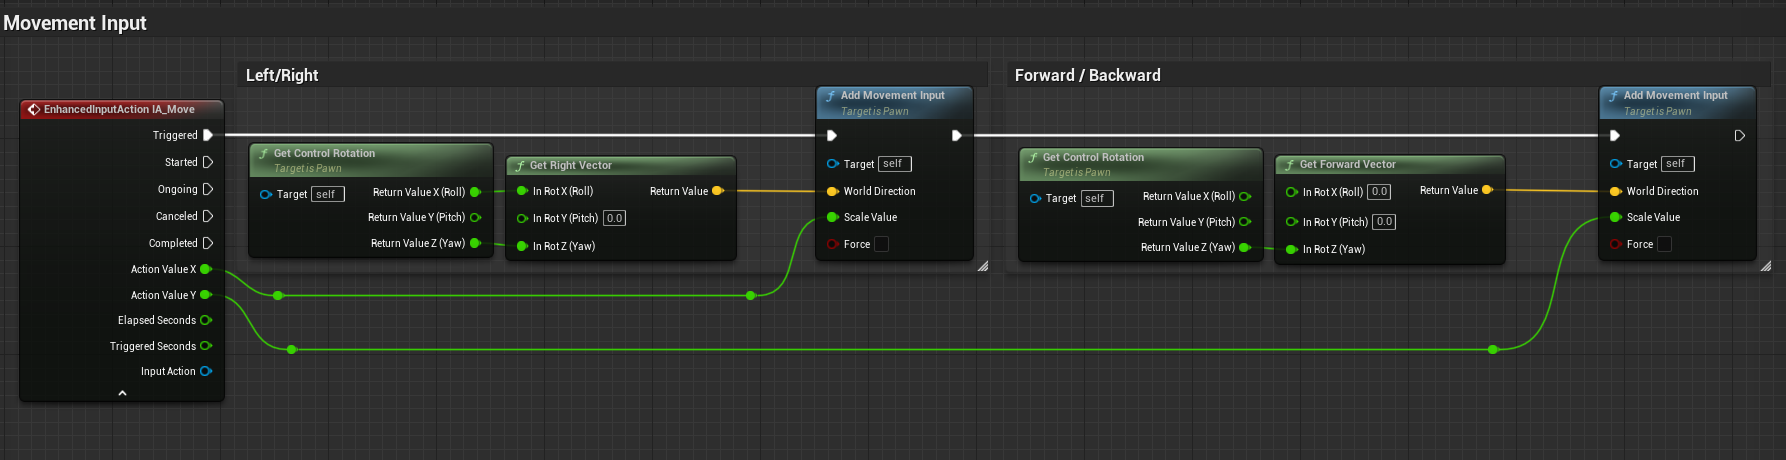 Movement Input
Left/Right
Forward / Backward
EnhancedInputAction IA_Move
Triggered
Started
Ongoing
Canceled
Completed
Action Value X
Action Value Y
Elapsed Seconds
Triggered Seconds
Input Action
Get Control Rotation
Target is Pawn
Target self
Return Value X (Roll)
Return Value Y (Pitch)
Return Value Z (Yaw)
Get Right Vector
In Rot X (Roll)
Return Value
In Rot Y (Pitch) 0.0
In Rot Z (Yaw)
Add Movement Input
Target is Pawn
Target self
World Direction
Scale Value
Force
Get Control Rotation
Target is Pawn
Target self
Return Value X (Roll)
Return Value Y (Pitch)
Return Value Z (Yaw)
Get Forward Vector
In Rot X (Roll) 0.0
Return Value
In Rot Y (Pitch) 0.0
In Rot Z (Yaw)
Add Movement Input
Target is Pawn
Target self
World Direction
Scale Value
Force